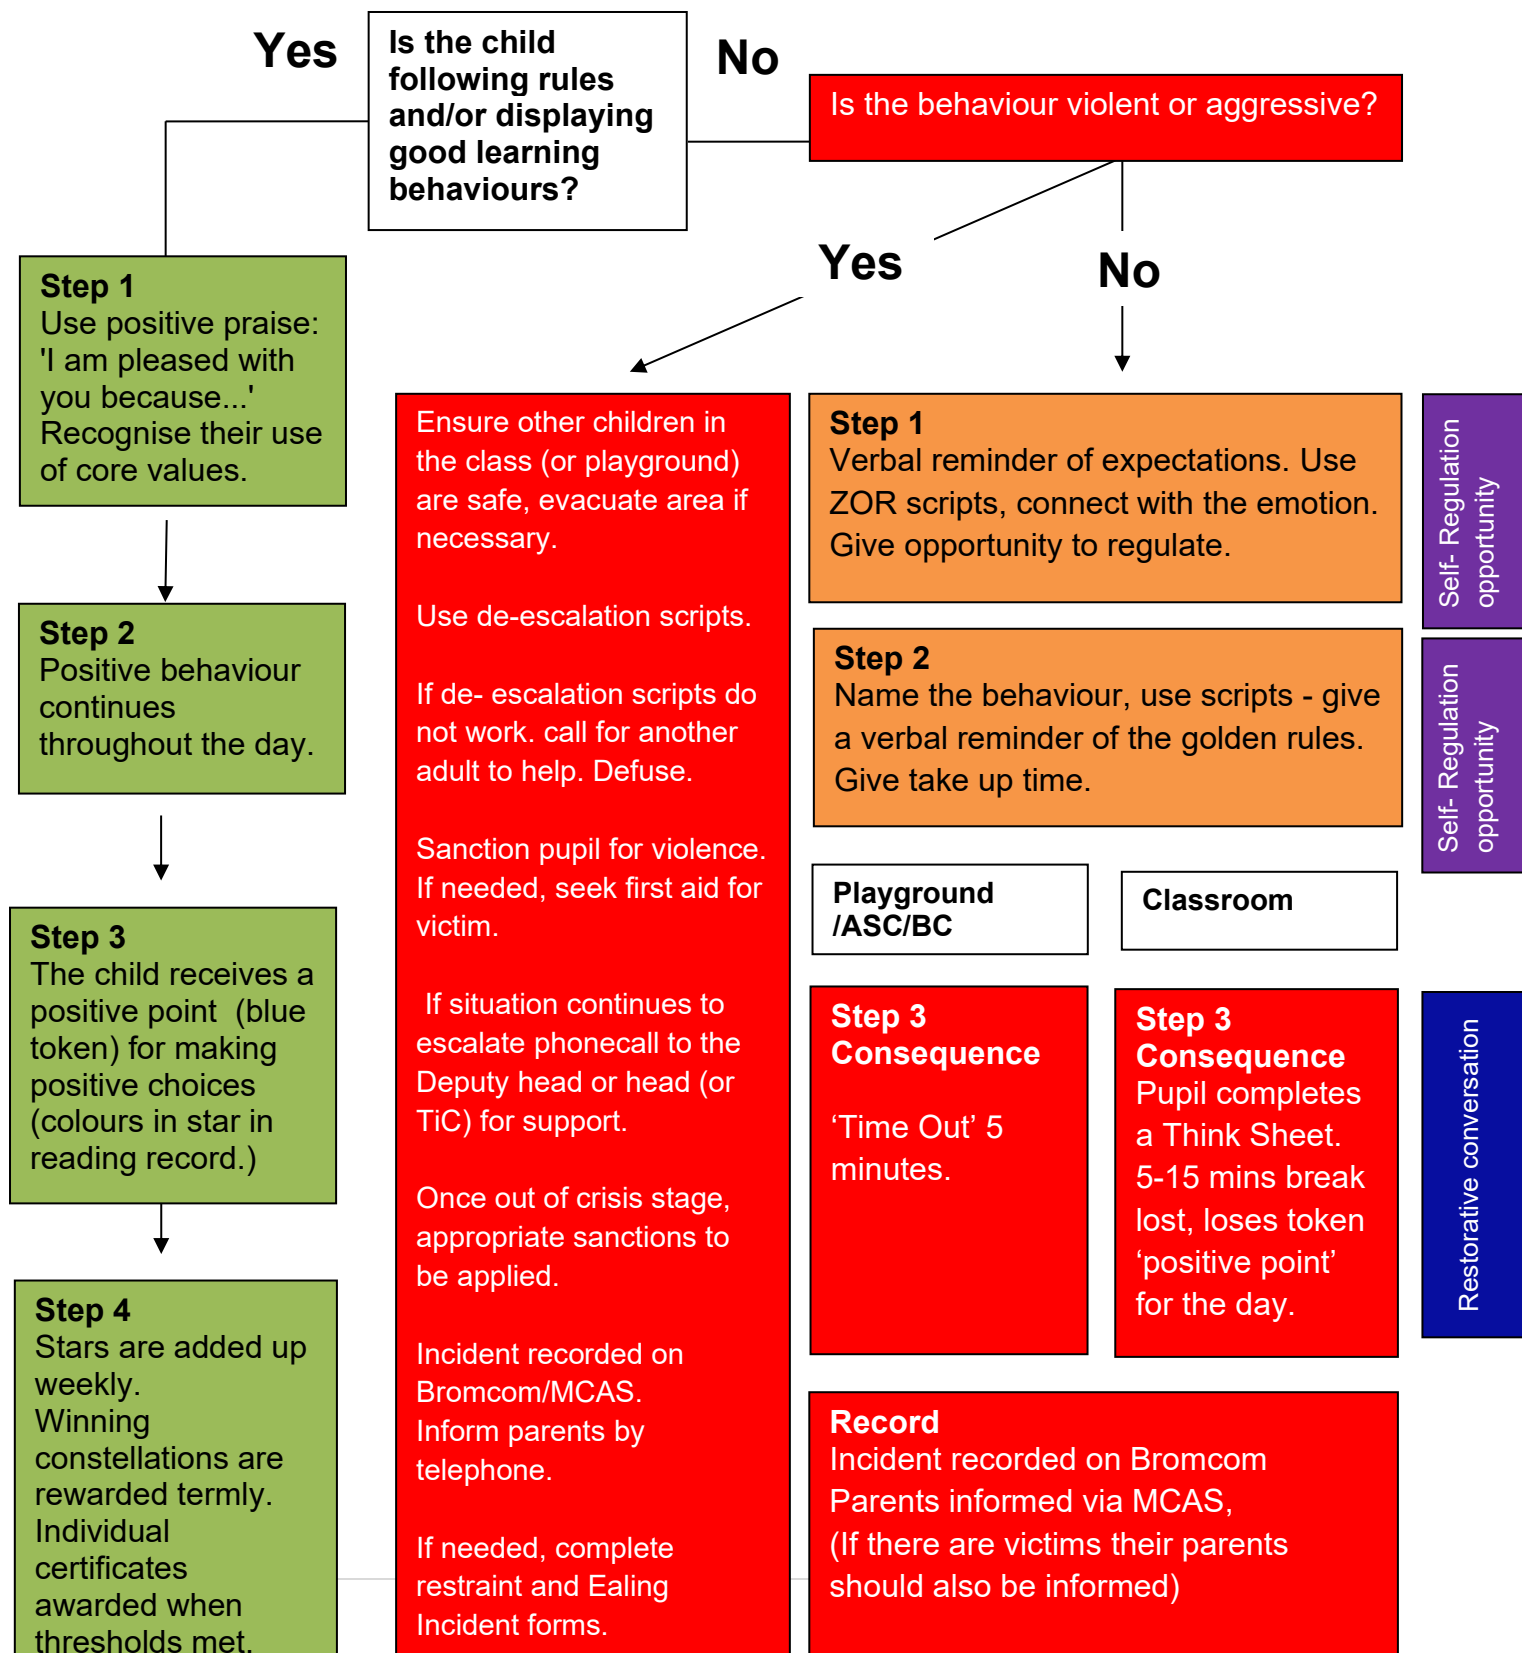 Yes
Is the child
following rules
and/or displaying
good learning
behaviours?
No
Is the behaviour violent or aggressive?
Yes
No
Step 1
Use positive praise:
'I am pleased with
you because...'
Recognise their use
of core values.
Step 2
Positive behaviour
continues
throughout the day.
Step 3
The child receives a
positive point  (blue
token) for making
positive choices
(colours in star in
reading record.)
Step 4
Stars are added up
weekly.
Winning
constellations are
rewarded termly.
Individual
certificates
awarded when
thresholds met.
Ensure other children in
the class (or playground)
are safe, evacuate area if
necessary.
Use de-escalation scripts.
If de- escalation scripts do
not work. call for another
adult to help. Defuse.
Sanction pupil for violence.
If needed, seek first aid for
victim.
If situation continues to
escalate phonecall to the
Deputy head or head (or
TiC) for support.
Once out of crisis stage,
appropriate sanctions to
be applied.
Incident recorded on
Bromcom/MCAS.
Inform parents by
telephone.
If needed, complete
restraint and Ealing
Incident forms.
Step 1
Verbal reminder of expectations. Use
ZOR scripts, connect with the emotion.
Give opportunity to regulate.
Self- Regulation
opportunity
Step 2
Name the behaviour, use scripts - give
a verbal reminder of the golden rules.
Give take up time.
Self- Regulation
opportunity
Playground
/ASC/BC
Classroom
Step 3
Consequence
‘Time Out’ 5
minutes.
Step 3
Consequence
Pupil completes
a Think Sheet.
5-15 mins break
lost, loses token
‘positive point’
for the day.
Restorative conversation
Record
Incident recorded on Bromcom
Parents informed via MCAS,
(If there are victims their parents
should also be informed)